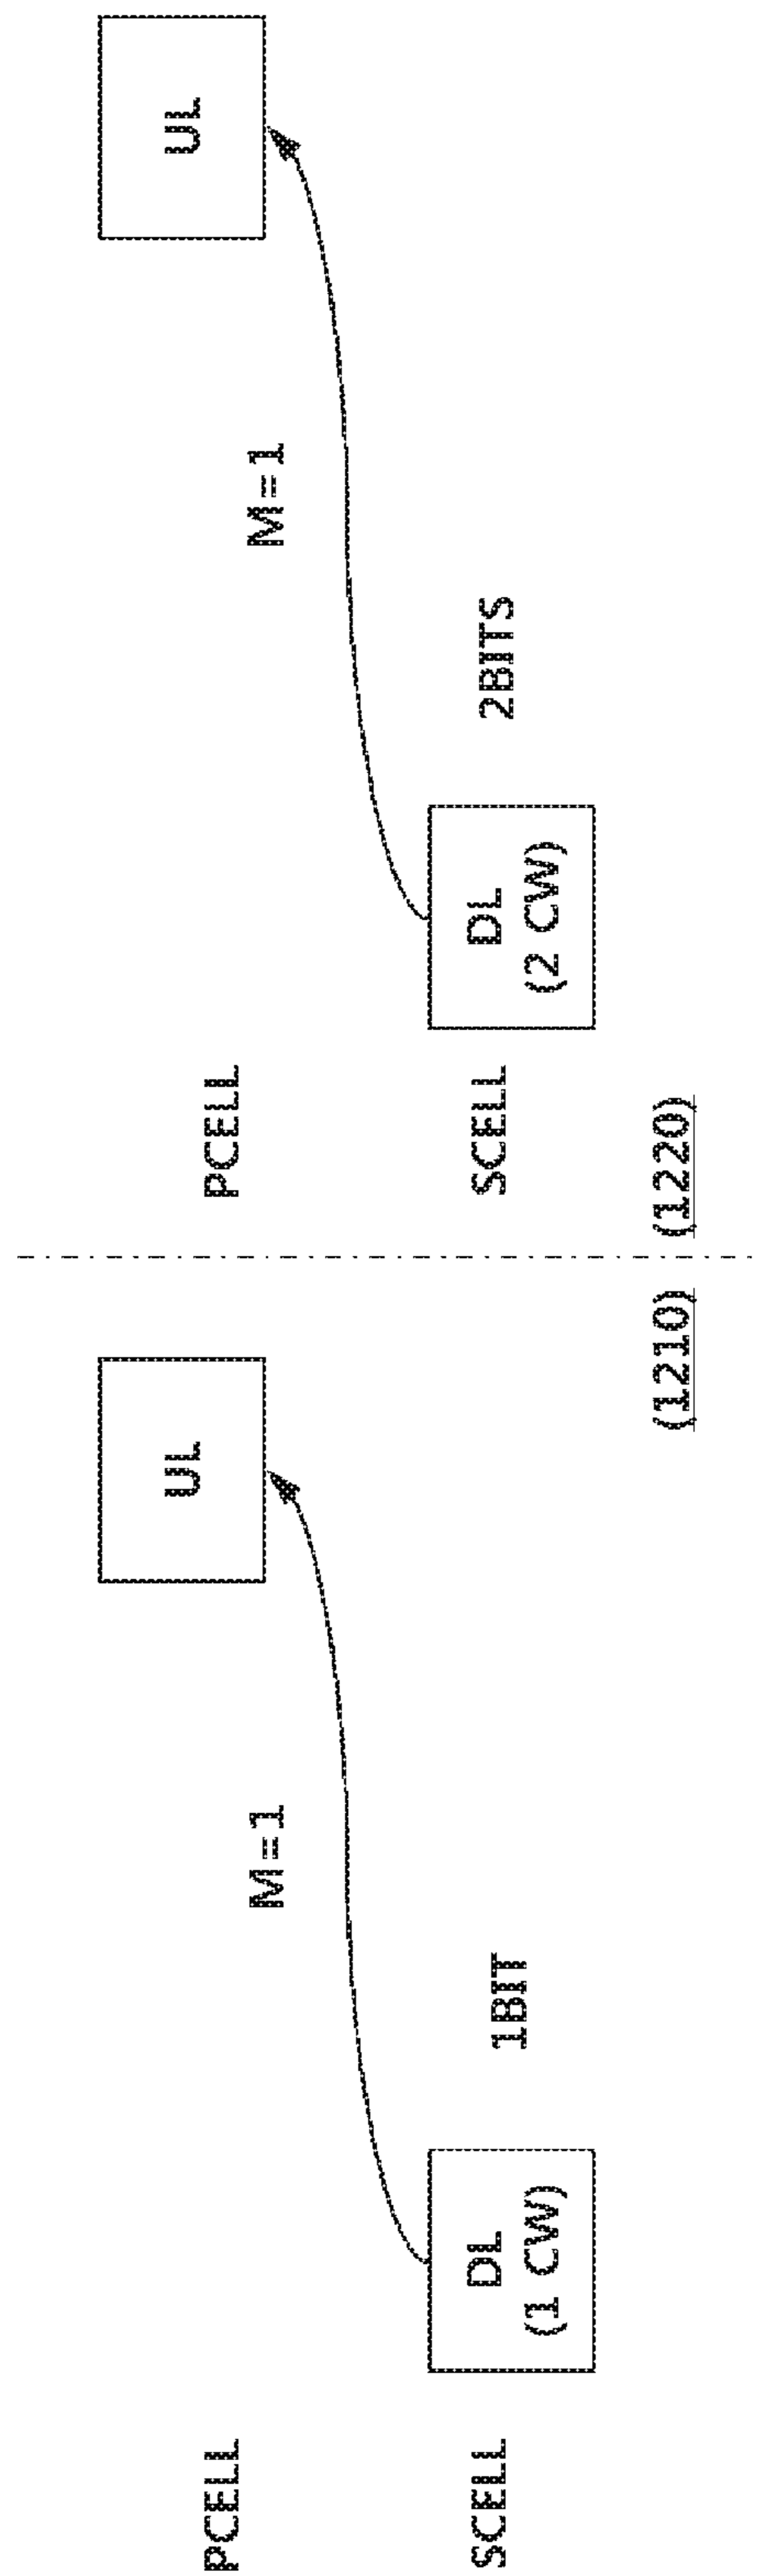 PCELL
UL
M=1
SCELL
DL
(1 CW)
1BIT
(1210)
PCELL
UL
M=1
SCELL
DL
(2 CW)
2BITS
(1220)